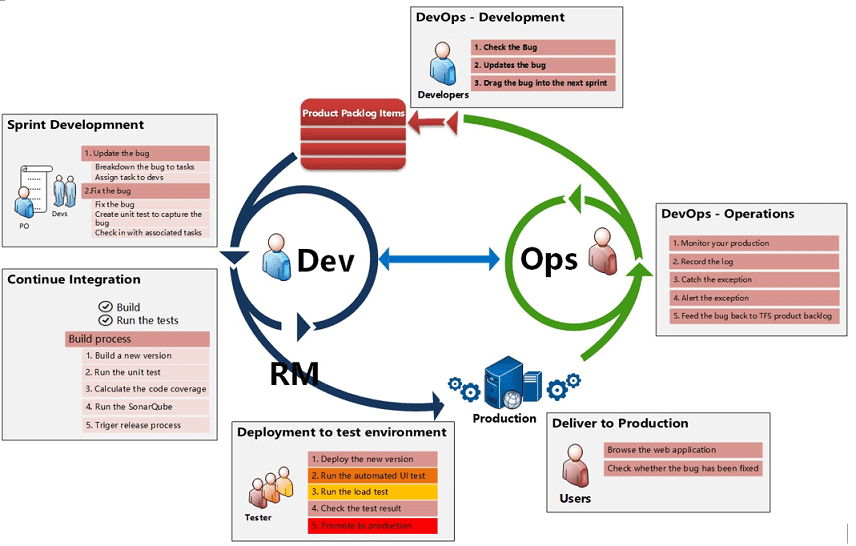 DevOps - Development
1. Check the Bug
2. Updates the bug
3. Drag the bug into the next sprint
Developers
Product Packlog Items
Sprint Developmnent
1. Update the bug
Breakdown the bug to tasks
Assign task to devs
2.Fix the bug
Fix the bug
Create unit test to capture the
bug
Check in with associated tasks
PO
Devs
DevOps - Operations
1. Monitor your production
2. Record the log
3. Catch the exception
4. Alert the exception
5. Feed the bug back to TFS product backlog
Dev
Ops
Continue Integration
Build
Run the tests
Build process
1. Build a new version
2. Run the unit test
3. Calculate the code coverage
4. Run the SonarQube
5. Triger release process
RM
Production
Deployment to test environment
1. Deploy the new version
2. Run the automated UI test
3. Run the load test
4. Check the test result
5. Promote to production
Tester
Deliver to Production
Browse the web application
Check whether the bug has been fixed
Users